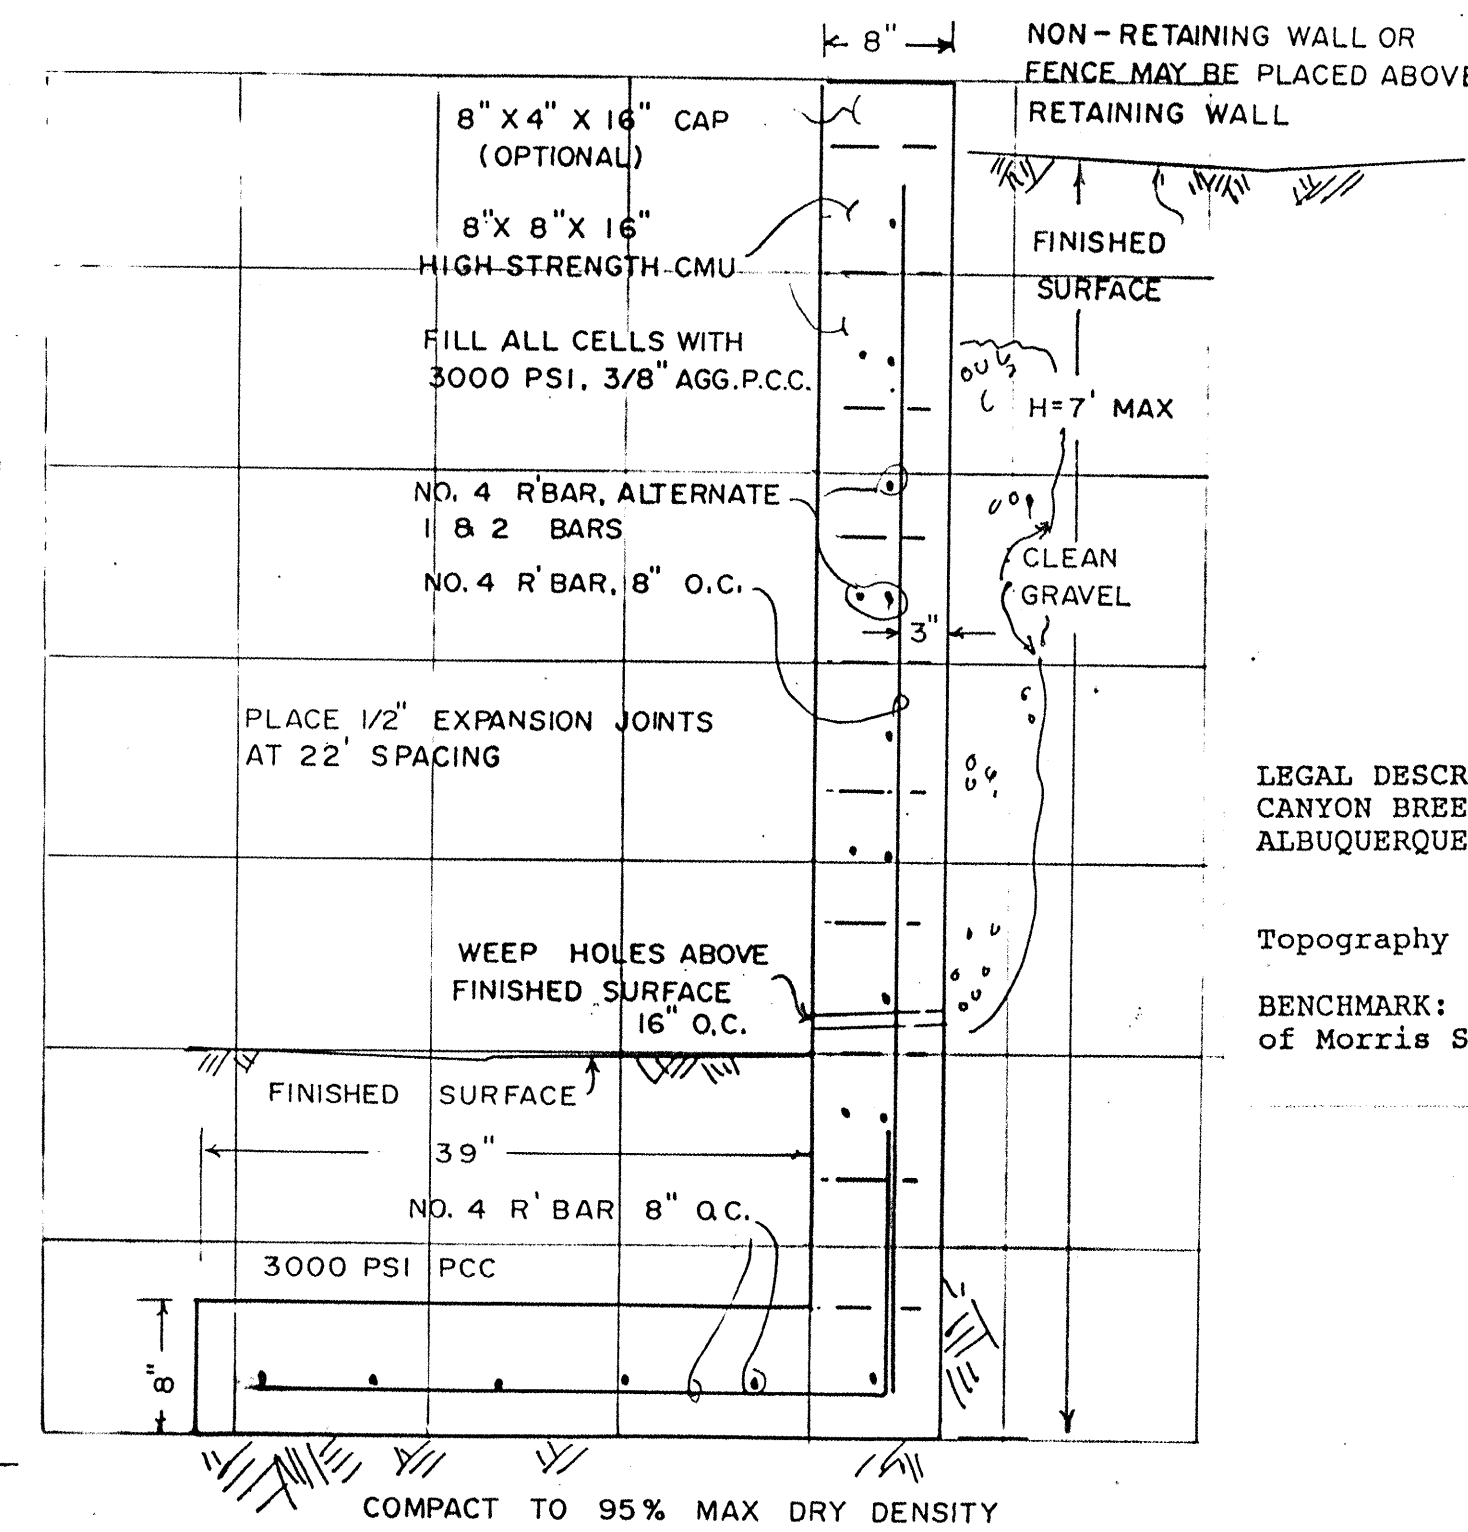 8"
NON-RETAINING WALL OR
FENCE MAY BE PLACED ABOVE
RETAINING WALL
8" X 4" X 16" CAP
(OPTIONAL)
8" X 8" X 16"
HIGH STRENGTH CMU
FINISHED
SURFACE
FILL ALL CELLS WITH
3000 PSI, 3/8" AGG. P.C.C.
H=7' MAX
NO. 4 R'BAR, ALTERNATE
1 & 2 BARS
NO. 4 R'BAR, 8" O.C.
CLEAN
GRAVEL
3"
PLACE 1/2" EXPANSION JOINTS
AT 22' SPACING
LEGAL DESCR
CANYON BREE
ALBUQUERQUE
WEEP HOLES ABOVE
FINISHED SURFACE
16" O.C.
Topography
BENCHMARK:
of Morris S
FINISHED SURFACE
39"
NO. 4 R'BAR 8" O.C.
3000 PSI PCC
8"
COMPACT TO 95% MAX DRY DENSITY